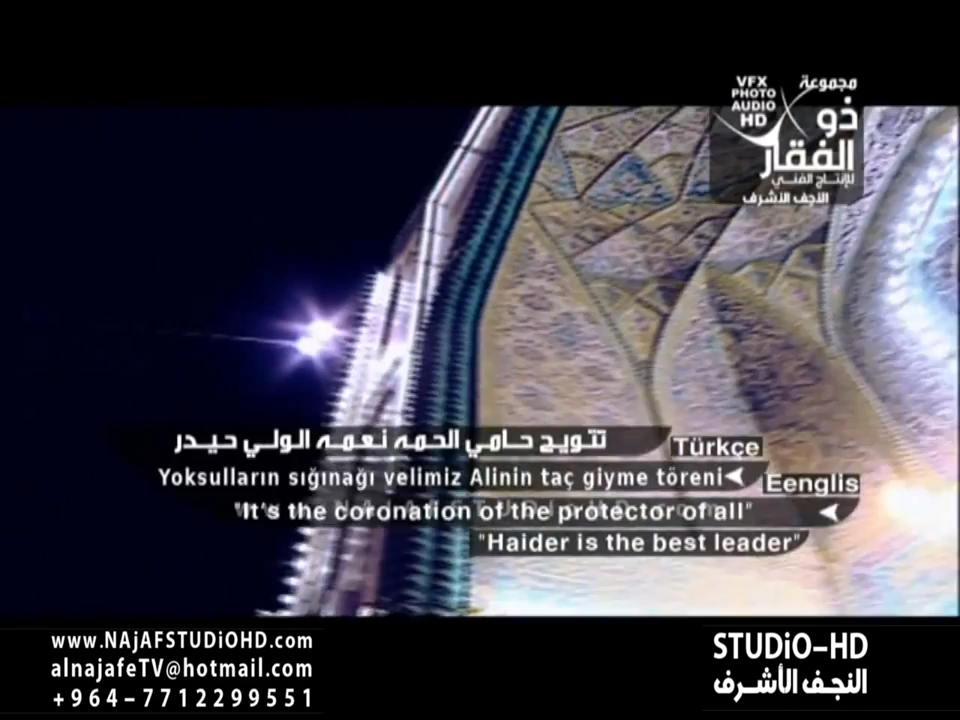 VFX
PHOTO
AUDIO
HD
مجموعة
ذو
الفقار
للإنتاج الفني
النجف الأشرف
تتويج حامي الحمه نعمه الولي حيدر
Türkçe
Yoksulların sığınağı velimiz Alinin taç giyme töreni
Eenglis
"It's the coronation of the protector of all"
"Haider is the best leader"
www.NAjAFSTUDiOHD.com
alnajafeTV@hotmail.com
+964-7712299551
STUDiO-HD
النجف الأشرف